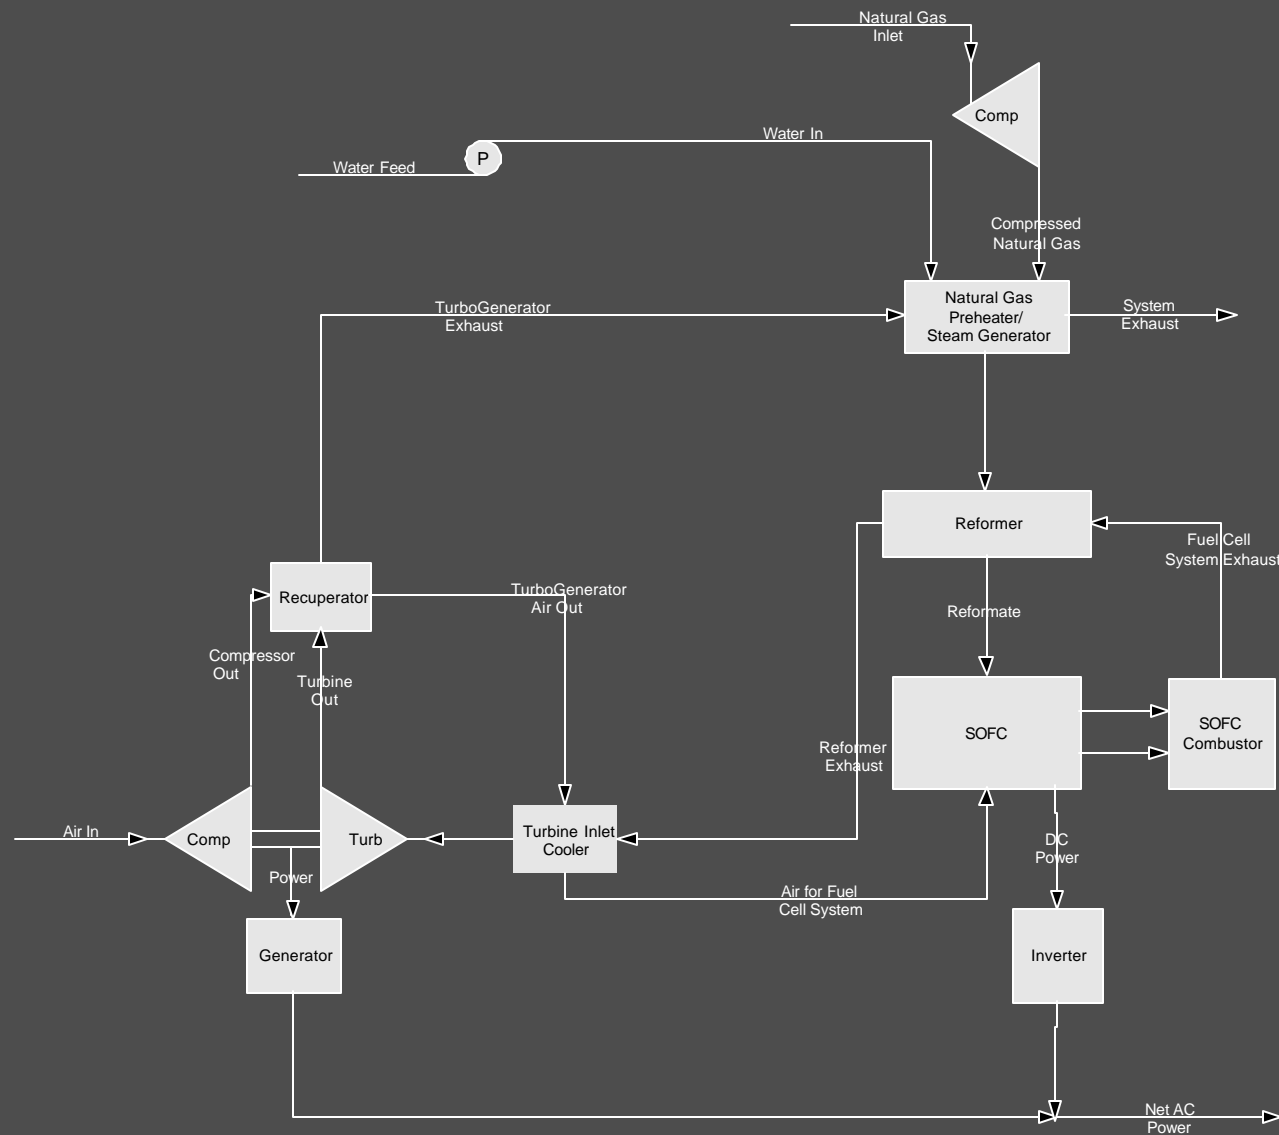 Natural Gas
Inlet
Comp
Water In
P
Water Feed
Compressed
Natural Gas
Natural Gas
Preheater/
Steam Generator
System
Exhaust
TurboGenerator
Exhaust
Reformer
Fuel Cell
System Exhaust
Recuperator
TurboGenerator
Air Out
Reformate
Compressor
Out
Turbine
Out
SOFC
SOFC
Combustor
Reformer
Exhaust
Air In
Comp
Turb
Turbine Inlet
Cooler
DC
Power
Power
Air for Fuel
Cell System
Generator
Inverter
Net AC
Power